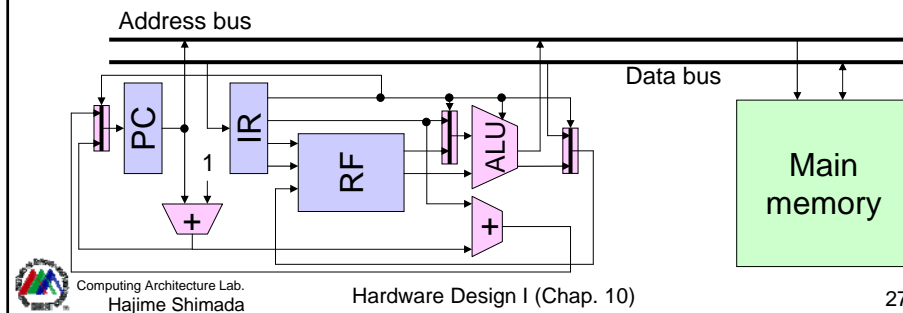 Address bus
Data bus
PC
IR
RF
ALU
1
+
+
Main
memory
Computing Architecture Lab.
Hajime Shimada
Hardware Design I (Chap. 10)
27